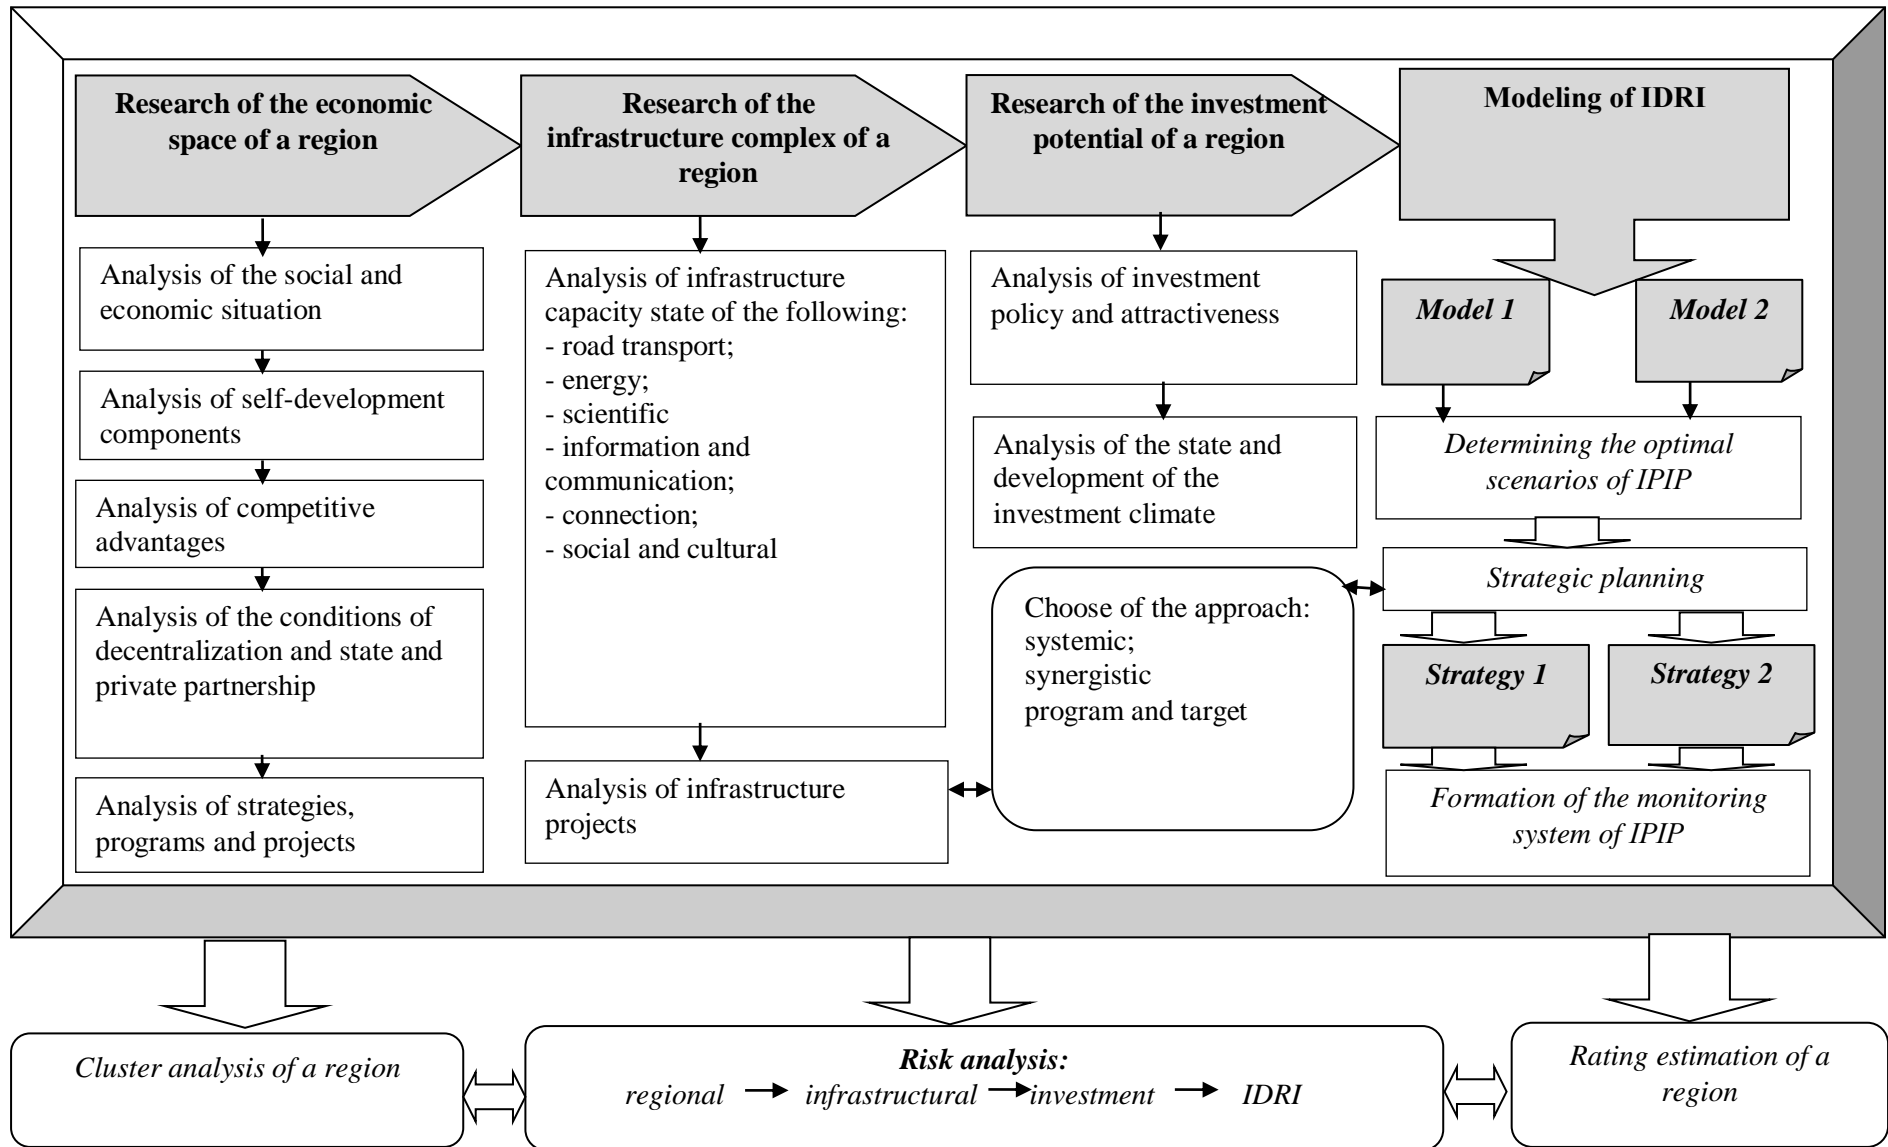 Research of the economic
space of a region
Research of the
infrastructure complex of a
region
Research of the investment
potential of a region
Modeling of IDRI
Analysis of the social and
economic situation
Analysis of self-development
components
Analysis of competitive
advantages
Analysis of the conditions of
decentralization and state and
private partnership
Analysis of strategies,
programs and projects
Analysis of infrastructure
capacity state of the following:
- road transport;
- energy;
- scientific
- information and
communication;
- connection;
- social and cultural
Analysis of infrastructure
projects
Analysis of investment
policy and attractiveness
Analysis of the state and
development of the
investment climate
Choose of the approach:
systemic;
synergistic
program and target
Model 1
Model 2
Determining the optimal
scenarios of IPIP
Strategic planning
Strategy 1
Strategy 2
Formation of the monitoring
system of IPIP
Cluster analysis of a region
Risk analysis:
regional infrastructural investment IDRI
Rating estimation of a
region